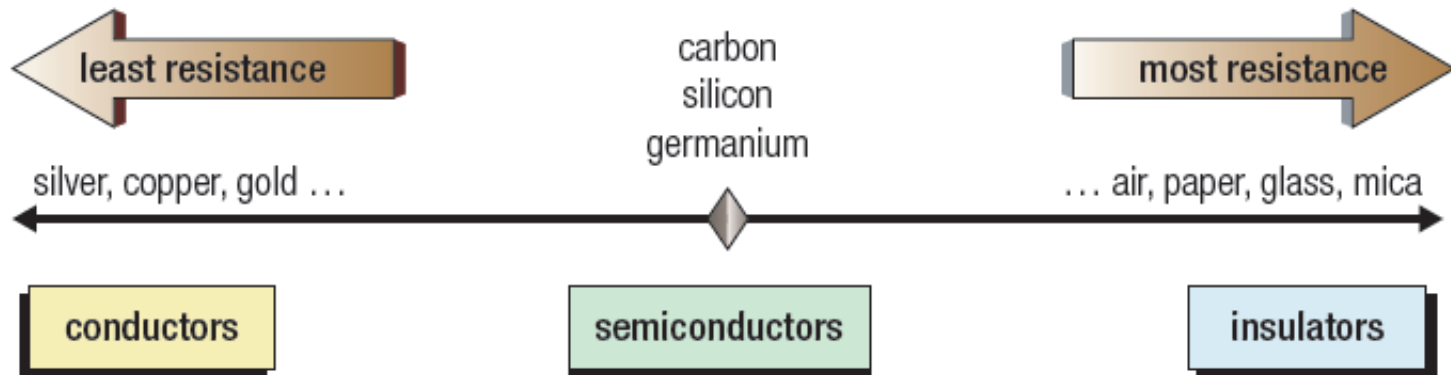 least resistance
carbon
silicon
germanium
most resistance
silver, copper, gold …
… air, paper, glass, mica
conductors
semiconductors
insulators